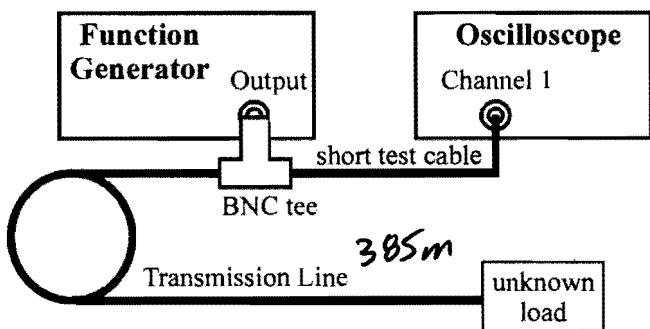 Function
Generator
Output
Oscilloscope
Channel 1
short test cable
BNC tee
385m
Transmission Line
unknown
load